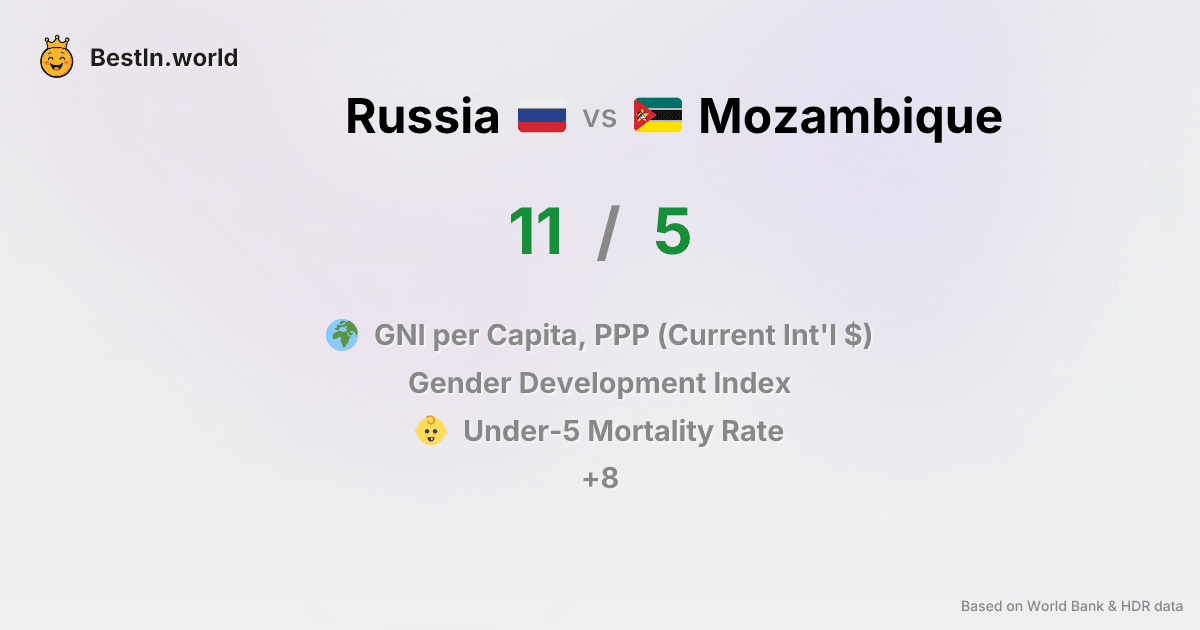 BestIn.world
Russia vs Mozambique
11 / 5
GNI per Capita, PPP (Current Int'l $)
Gender Development Index
Under-5 Mortality Rate
+8
Based on World Bank & HDR data